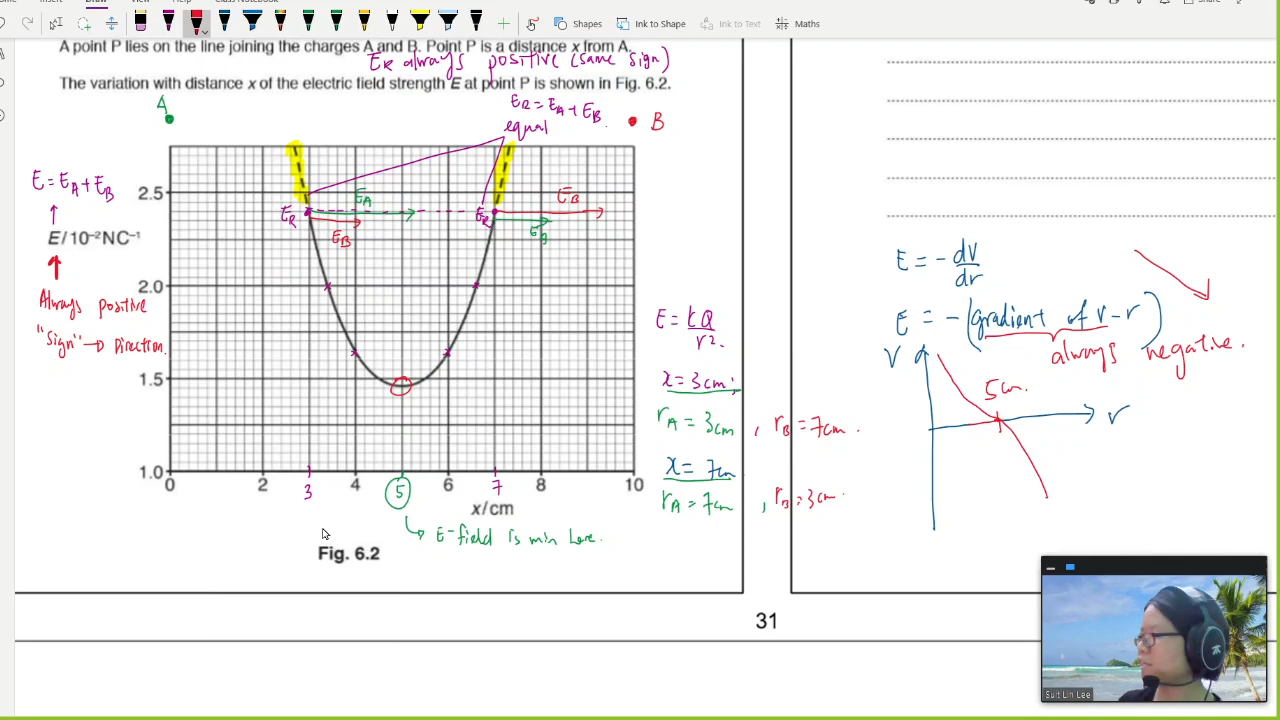 Shapes
Ink to Shape
Ink to Text
Maths
A point P lies on the line joining the charges A and B. Point P is a distance x from A.
ER always positive (same sign)
The variation with distance x of the electric field strength E at point P is shown in Fig. 6.2.
A
ER = EA + EB
equal
B
E = EA + EB
2.5
EA
EB
ER
ER
EB
EA
E/10⁻² NC⁻¹
Always positive
"Sign" → Direction.
2.0
1.5
1.0
0
2
3
4
5
6
7
8
10
x/cm
E-field is min here.
Fig. 6.2
E = kQ/r².
x = 3cm;
rA = 3cm, rB = 7cm.
x = 7cm
rA = 7cm, rB = 3cm.
E = -dV/dr
E = -(gradient of V-r)
always negative.
V
5cm.
r
31
Suit Lin Lee